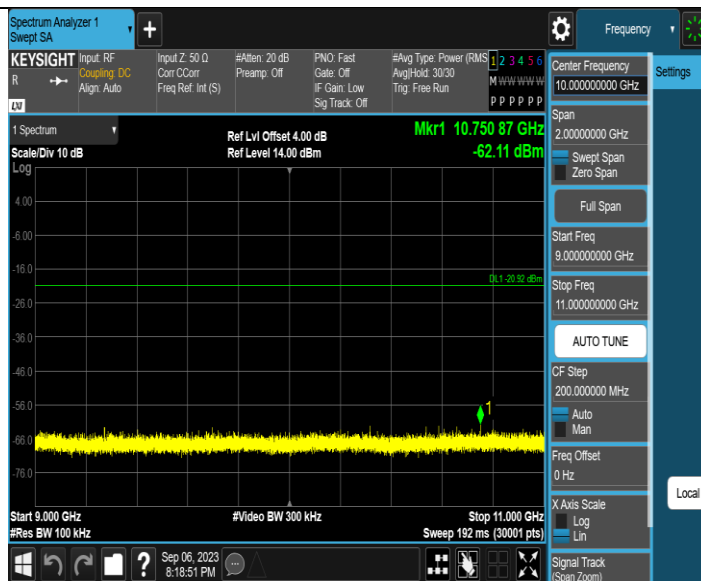 Spectrum Analyzer 1
Swept SA
+
Frequency
KEYSIGHT
R
LXI
Input: RF
Coupling: DC
Align: Auto
Input Z: 50 Ω
Corr CCorr
Freq Ref: Int (S)
#Atten: 20 dB
Preamp: Off
PNO: Fast
Gate: Off
IF Gain: Low
Sig Track: Off
#Avg Type: Power (RMS
Avg|Hold: 30/30
Trig: Free Run
1 2 3 4 5 6
M W W W W W
P P P P P P
1 Spectrum
Scale/Div 10 dB
Log
Ref Lvl Offset 4.00 dB
Ref Level 14.00 dBm
Mkr1 10.750 87 GHz
-62.11 dBm
4.00
-6.00
-16.0
DL1 -20.92 dBm
-26.0
-36.0
-46.0
-56.0
1
-66.0
-76.0
Start 9.000 GHz
#Res BW 100 kHz
#Video BW 300 kHz
Stop 11.000 GHz
Sweep 192 ms (30001 pts)
?
Sep 06, 2023
8:18:51 PM
Center Frequency
10.000000000 GHz
Span
2.00000000 GHz
Swept Span
Zero Span
Full Span
Start Freq
9.000000000 GHz
Stop Freq
11.000000000 GHz
AUTO TUNE
CF Step
200.000000 MHz
Auto
Man
Freq Offset
0 Hz
X Axis Scale
Log
Lin
Signal Track
(Span Zoom)
Settings
Local